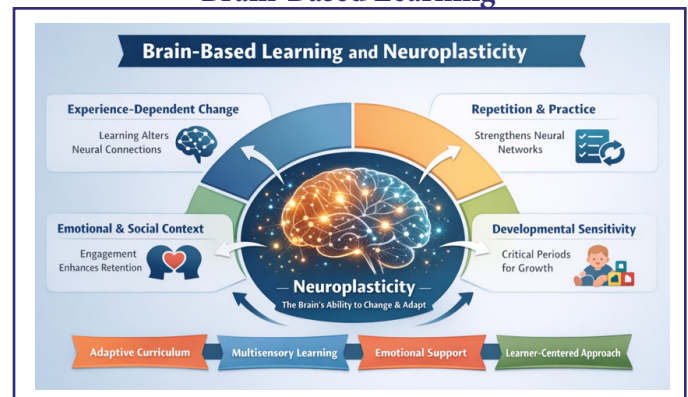 Brain-Based Learning
Brain-Based Learning and Neuroplasticity
Experience-Dependent Change
Learning Alters
Neural Connections
Repetition & Practice
Strengthens Neural
Networks
Emotional & Social Context
Engagement
Enhances Retention
Developmental Sensitivity
Critical Periods
for Growth
— Neuroplasticity —
The Brain's Ability to Change & Adapt
Adaptive Curriculum
Multisensory Learning
Emotional Support
Learner-Centered Approach